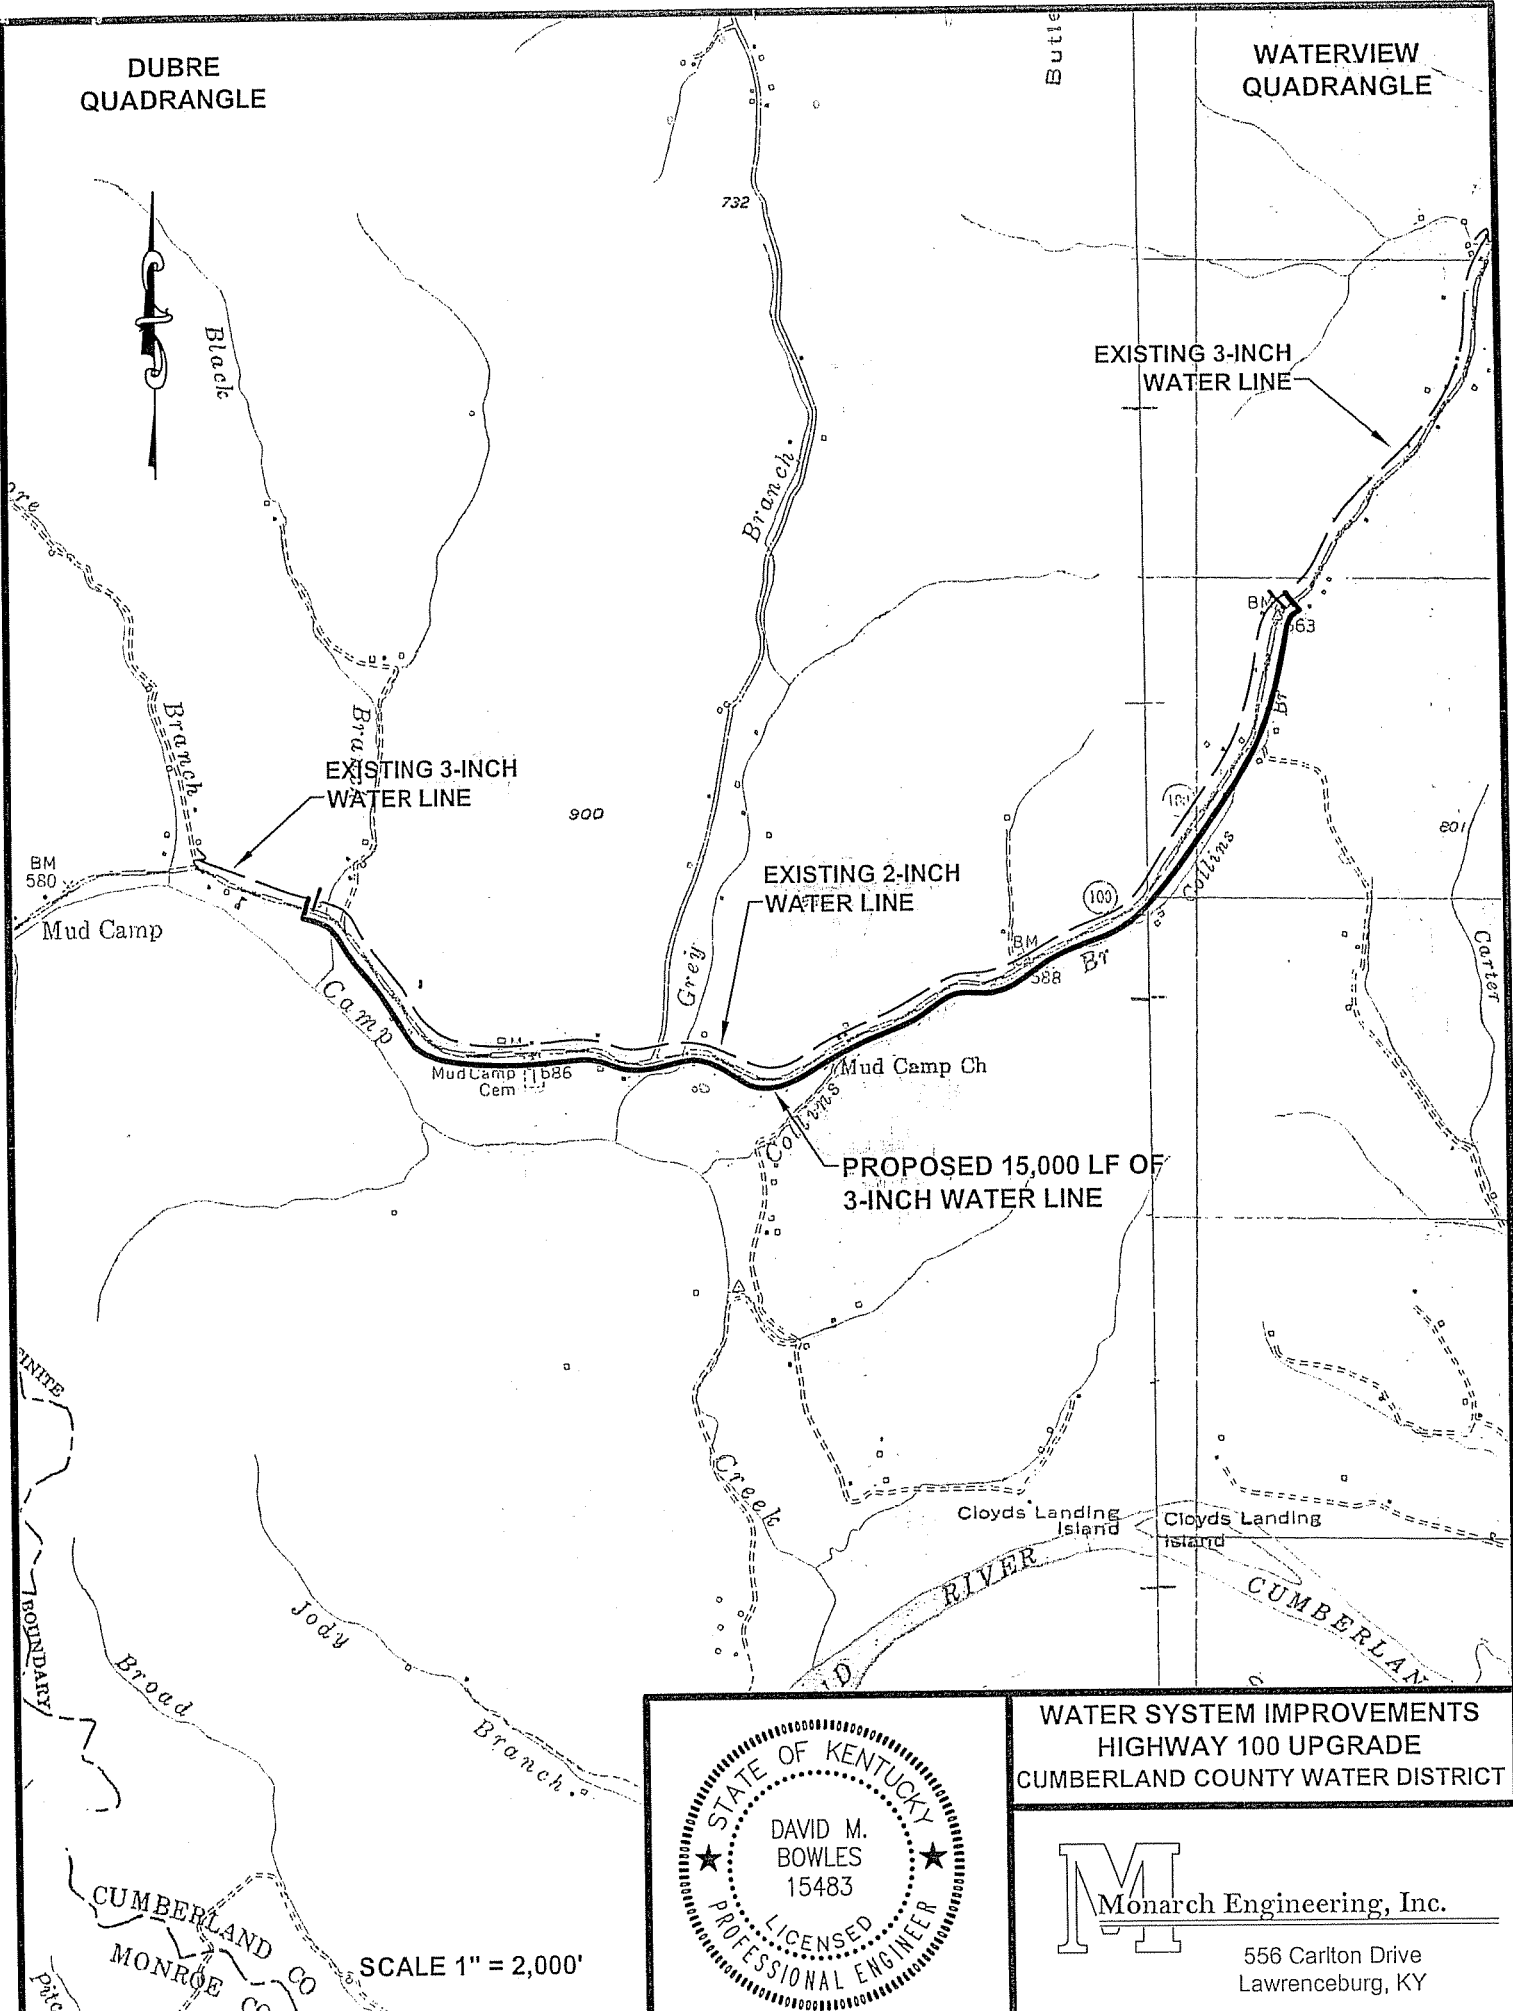 DUBRE
QUADRANGLE
WATERVIEW
QUADRANGLE
732
Black
EXISTING 3-INCH
WATER LINE
Branch
BM
563
Branch
Branch
EXISTING 3-INCH
WATER LINE
Br
900
100
801
BM
580
EXISTING 2-INCH
WATER LINE
Collins
100
Mud Camp
BM
588
Br
Grey
Carter
Camp
BM
Mud Camp
Cem
686
Mud Camp Ch
Collins
PROPOSED 15,000 LF OF
3-INCH WATER LINE
Creek
Cloyds Landing
Island
Cloyds Landing
Island
RIVER
CUMBERLAN
D
BOUNDARY
Jody
Broad
Branch
CUMBERLAND CO
MONROE CO
SCALE 1" = 2,000'
STATE OF KENTUCKY
DAVID M.
BOWLES
15483
LICENSED
PROFESSIONAL ENGINEER
WATER SYSTEM IMPROVEMENTS
HIGHWAY 100 UPGRADE
CUMBERLAND COUNTY WATER DISTRICT
M
Monarch Engineering, Inc.
556 Carlton Drive
Lawrenceburg, KY